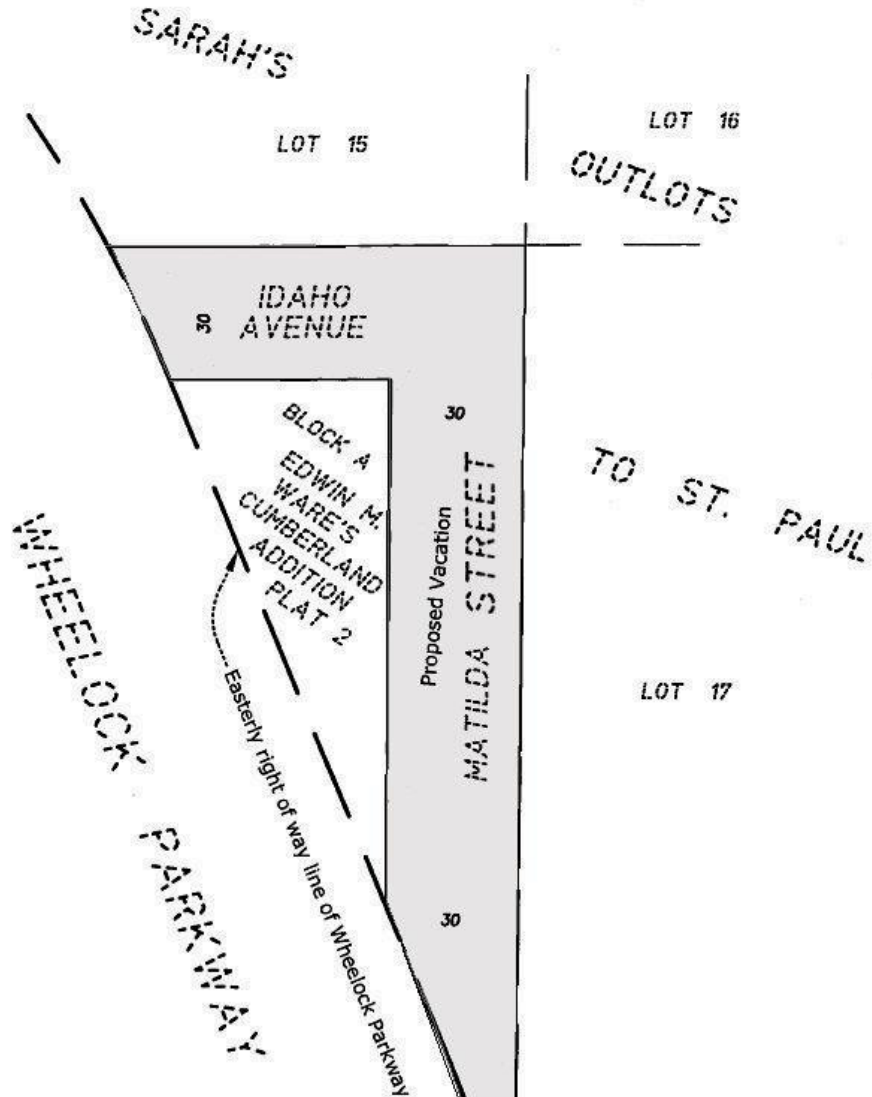 SARAH'S
LOT 15
LOT 16
OUTLOTS
IDAHO
AVENUE
30
30
BLOCK A
EDWIN M.
WARE'S
CUMBERLAND
ADDITION
PLAT 2
TO ST. PAUL
Proposed Vacation
MATILDA STREET
LOT 17
WHEELOCK PARKWAY
Easterly right of way line of Wheelock Parkway
30